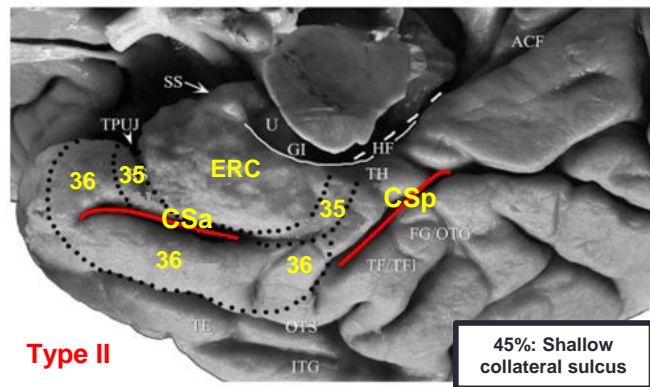 ACF
SS
U
TPUJ
GI
HF
ERC
TH
36
35
35
CSa
CSp
FG/OTG
36
36
TF/TFl
TE
OTS
Type II
ITG
45%: Shallow
collateral sulcus